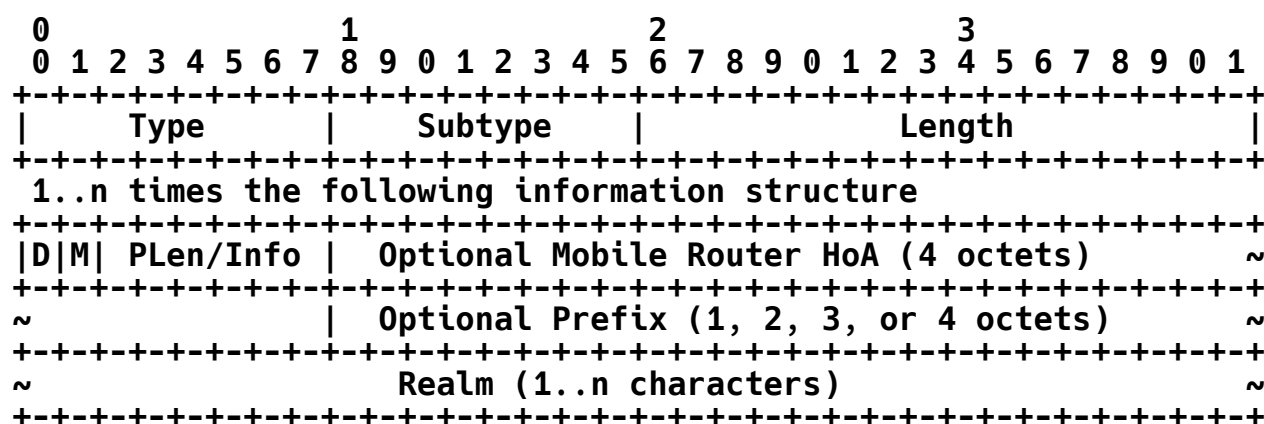 0                   1                   2                   3
 0 1 2 3 4 5 6 7 8 9 0 1 2 3 4 5 6 7 8 9 0 1 2 3 4 5 6 7 8 9 0 1
+-+-+-+-+-+-+-+-+-+-+-+-+-+-+-+-+-+-+-+-+-+-+-+-+-+-+-+-+-+-+-+-+
|     Type      |    Subtype    |             Length            |
+-+-+-+-+-+-+-+-+-+-+-+-+-+-+-+-+-+-+-+-+-+-+-+-+-+-+-+-+-+-+-+-+
 1..n times the following information structure
+-+-+-+-+-+-+-+-+-+-+-+-+-+-+-+-+-+-+-+-+-+-+-+-+-+-+-+-+-+-+-+-+
|D|M| PLen/Info |  Optional Mobile Router HoA (4 octets)        ~
+-+-+-+-+-+-+-+-+-+-+-+-+-+-+-+-+-+-+-+-+-+-+-+-+-+-+-+-+-+-+-+-+
~               |  Optional Prefix (1, 2, 3, or 4 octets)       ~
+-+-+-+-+-+-+-+-+-+-+-+-+-+-+-+-+-+-+-+-+-+-+-+-+-+-+-+-+-+-+-+-+
~                   Realm (1..n characters)                     ~
+-+-+-+-+-+-+-+-+-+-+-+-+-+-+-+-+-+-+-+-+-+-+-+-+-+-+-+-+-+-+-+-+